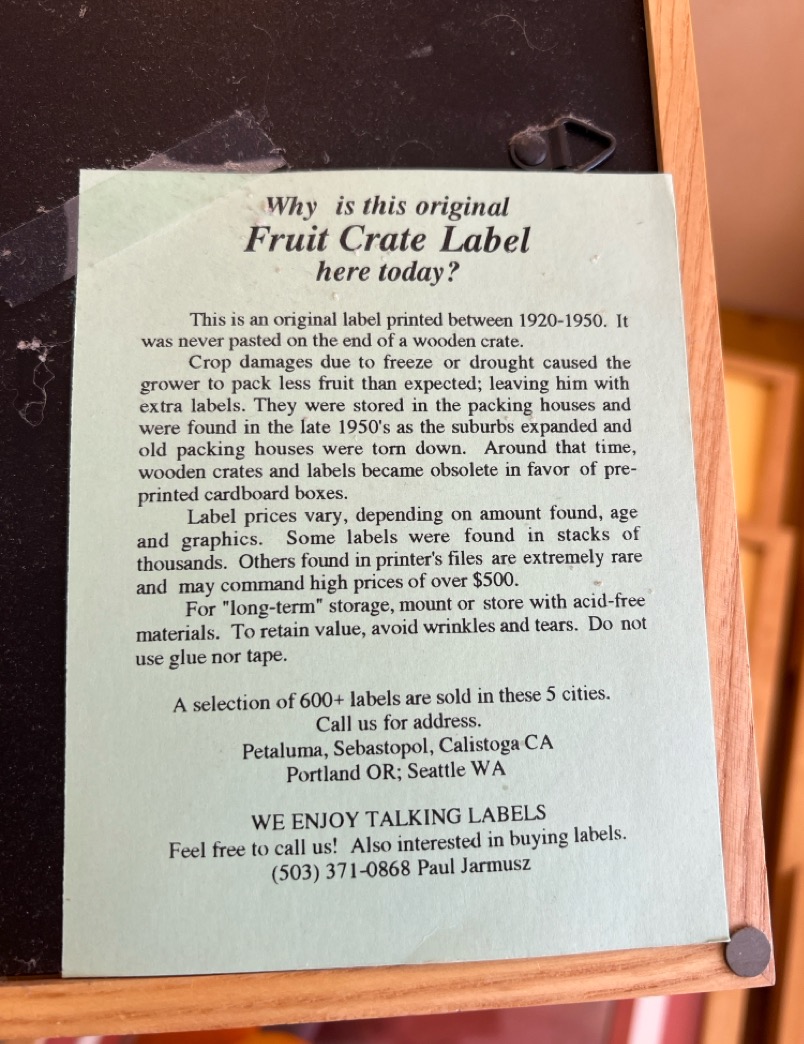 Why is this original
Fruit Crate Label
here today?
This is an original label printed between 1920-1950. It
was never pasted on the end of a wooden crate.
Crop damages due to freeze or drought caused the
grower to pack less fruit than expected; leaving him with
extra labels. They were stored in the packing houses and
were found in the late 1950's as the suburbs expanded and
old packing houses were torn down. Around that time,
wooden crates and labels became obsolete in favor of pre-
printed cardboard boxes.
Label prices vary, depending on amount found, age
and graphics. Some labels were found in stacks of
thousands. Others found in printer's files are extremely rare
and may command high prices of over $500.
For "long-term" storage, mount or store with acid-free
materials. To retain value, avoid wrinkles and tears. Do not
use glue nor tape.
A selection of 600+ labels are sold in these 5 cities.
Call us for address.
Petaluma, Sebastopol, Calistoga CA
Portland OR; Seattle WA
WE ENJOY TALKING LABELS
Feel free to call us! Also interested in buying labels.
(503) 371-0868 Paul Jarmusz